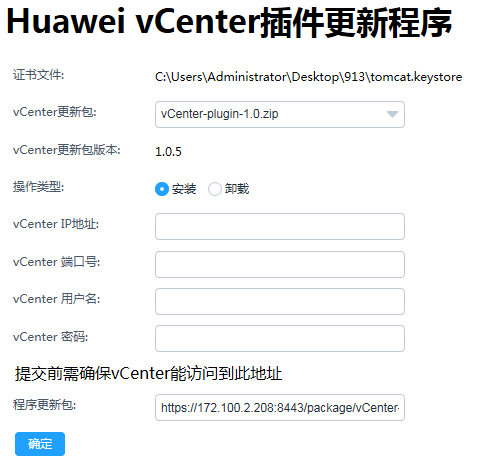 Huawei vCenter插件更新程序
证书文件: C:\Users\Administrator\Desktop\913\tomcat.keystore
vCenter更新包: vCenter-plugin-1.0.zip
vCenter更新包版本: 1.0.5
操作类型: 安装 卸载
vCenter IP地址:
vCenter 端口号:
vCenter 用户名:
vCenter 密码:
提交前需确保vCenter能访问到此地址
程序更新包: https://172.100.2.208:8443/package/vCenter-
确定